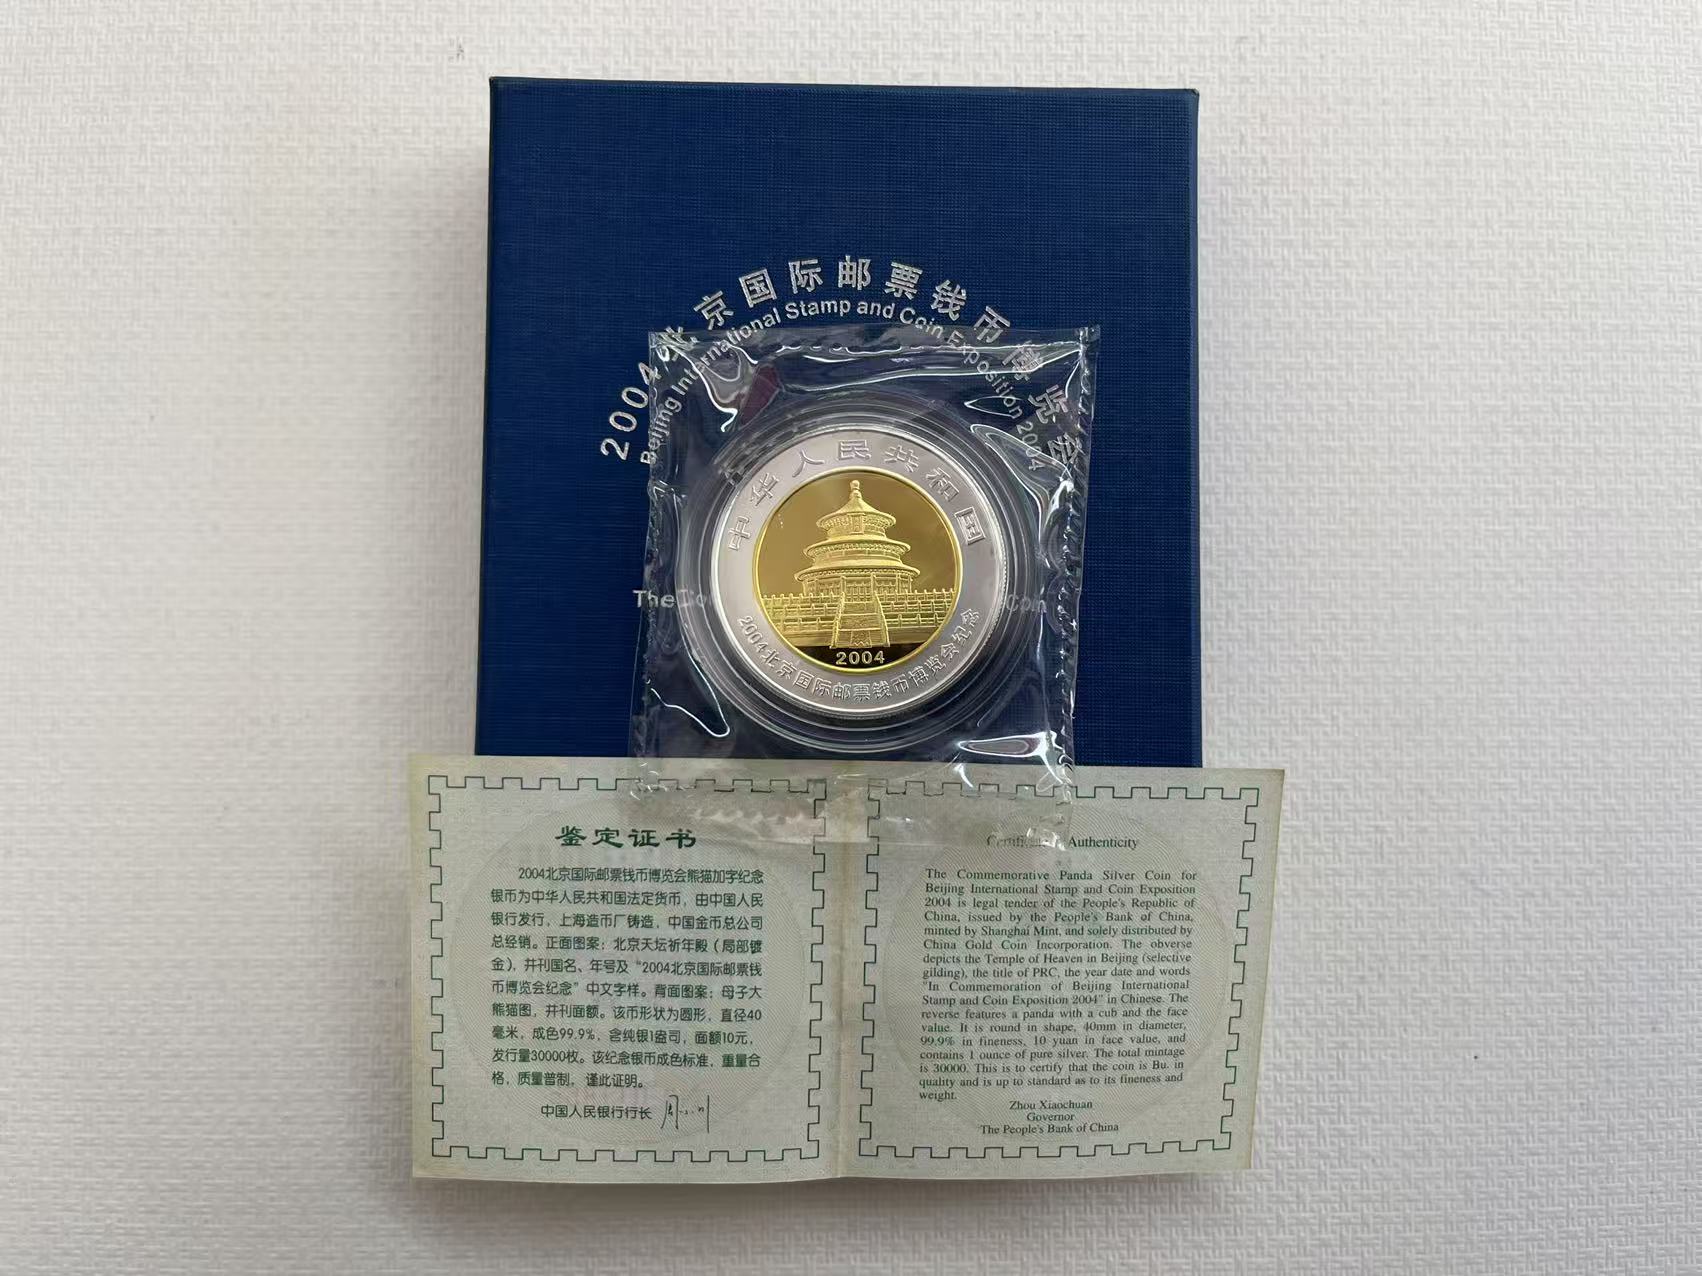 2004北京国际邮票钱币博览会
Beijing International Stamp and Coin Exposition 2004
中华人民共和国
2004
2004北京国际邮票钱币博览会纪念
鉴定证书
2004北京国际邮票钱币博览会熊猫加字纪念
银币为中华人民共和国法定货币，由中国人民
银行发行，上海造币厂铸造，中国金币总公司
总经销。正面图案：北京天坛祈年殿（局部镀
金），并刊国名、年号及“2004北京国际邮票钱
币博览会纪念”中文字样。背面图案：母子大
熊猫图，并刊面额。该币形状为圆形，直径40
毫米，成色99.9%，含纯银1盎司，面额10元，
发行量30000枚。该纪念银币成色标准，重量合
格，质量普制，谨此证明。
中国人民银行行长
Authenticity
The Commemorative Panda Silver Coin for
Beijing International Stamp and Coin Exposition
2004 is legal tender of the People's Republic of
China, issued by the People's Bank of China,
minted by Shanghai Mint, and solely distributed by
China Gold Coin Incorporation. The obverse
depicts the Temple of Heaven in Beijing (selective
gilding), the title of PRC, the year date and words
"In Commemoration of Beijing International
Stamp and Coin Exposition 2004" in Chinese. The
reverse features a panda with a cub and the face
value. It is round in shape, 40mm in diameter,
99.9% in fineness, 10 yuan in face value, and
contains 1 ounce of pure silver. The total mintage
is 30000. This is to certify that the coin is Bu. in
quality and is up to standard as to its fineness and
weight.
Zhou Xiaochuan
Governor
The People's Bank of China